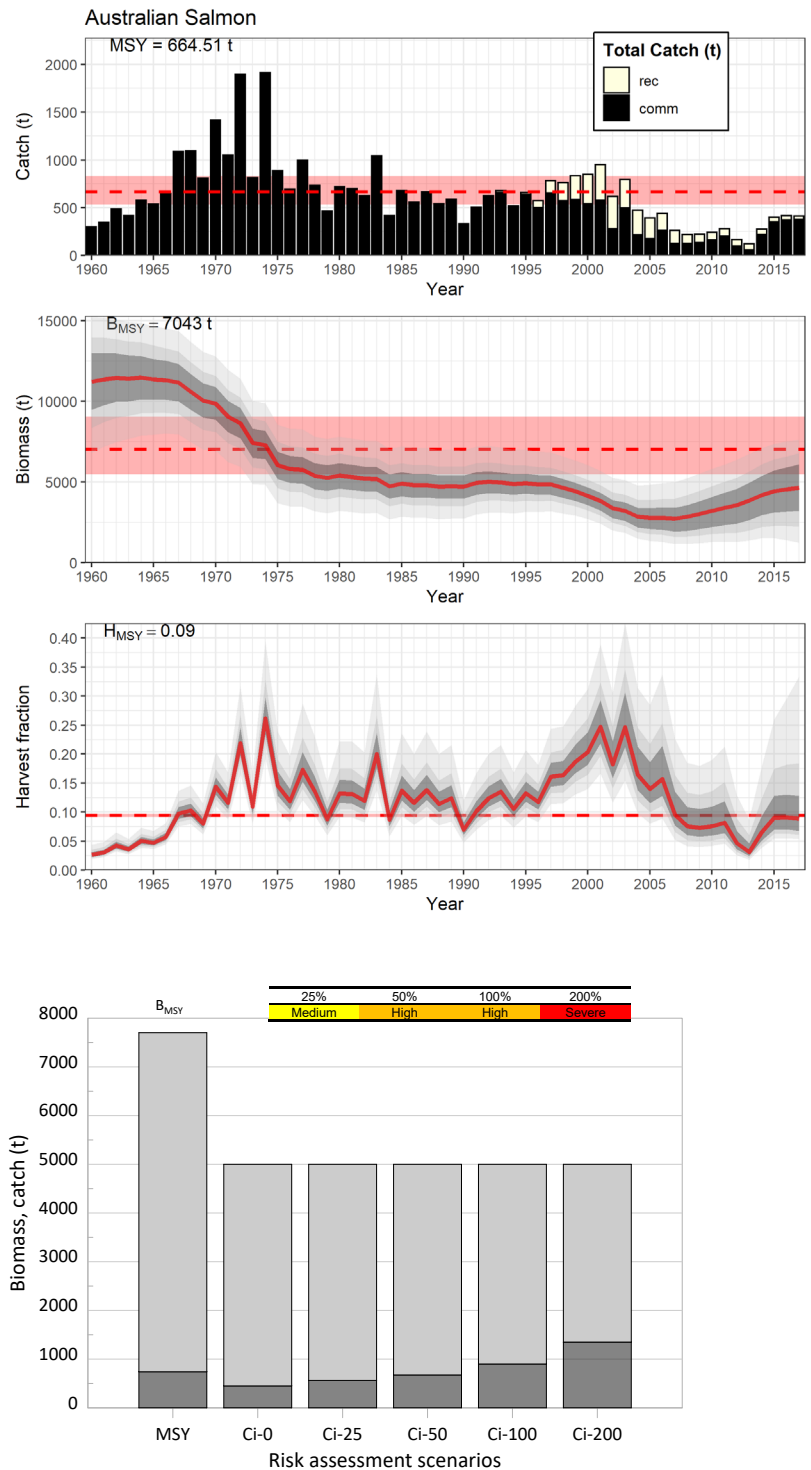 Australian Salmon
MSY = 664.51 t
Total Catch (t)
rec
comm
Catch (t)
2000
1500
1000
500
0
1960 1965 1970 1975 1980 1985 1990 1995 2000 2005 2010 2015
Year
BMSY = 7043 t
Biomass (t)
15000
10000
5000
0
1960 1965 1970 1975 1980 1985 1990 1995 2000 2005 2010 2015
Year
HMSY = 0.09
Harvest fraction
0.40
0.35
0.30
0.25
0.20
0.15
0.10
0.05
0.00
1960 1965 1970 1975 1980 1985 1990 1995 2000 2005 2010 2015
Year
BMSY
25% 50% 100% 200%
Medium High High Severe
Biomass, catch (t)
8000
7000
6000
5000
4000
3000
2000
1000
0
MSY Ci-0 Ci-25 Ci-50 Ci-100 Ci-200
Risk assessment scenarios